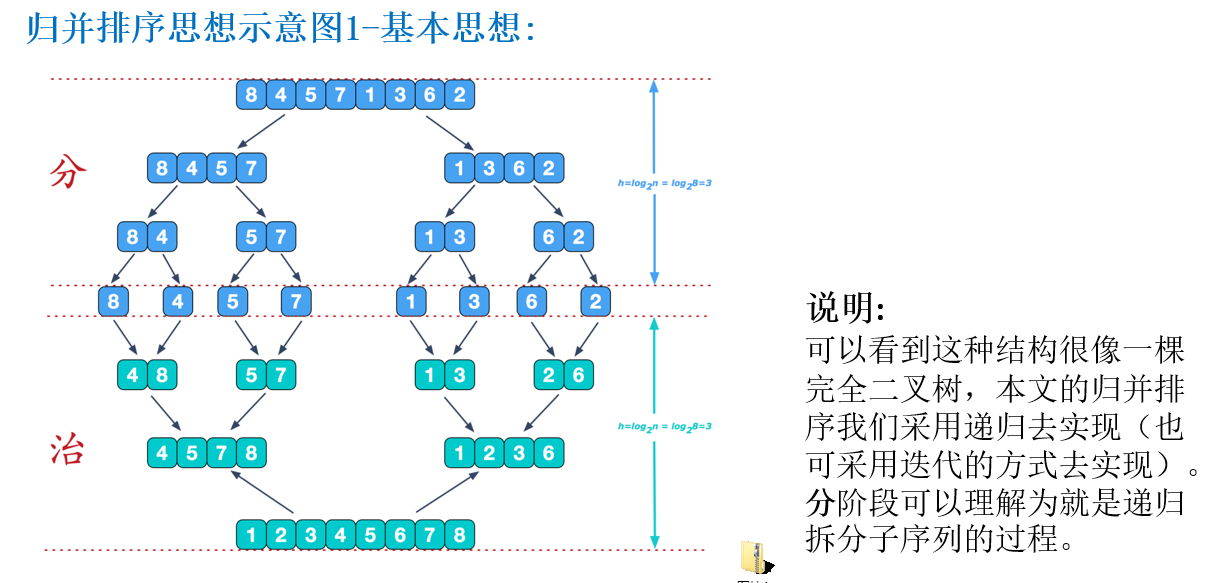 归并排序思想示意图1-基本思想:
8 4 5 7 1 3 6 2
分
8 4 5 7 1 3 6 2
h=log2n = log28=3
8 4 5 7 1 3 6 2
8 4 5 7 1 3 6 2
4 8 5 7 1 3 2 6
h=log2n = log28=3
治
4 5 7 8 1 2 3 6
1 2 3 4 5 6 7 8
说明:
可以看到这种结构很像一棵
完全二叉树，本文的归并排
序我们采用递归去实现（也
可采用迭代的方式去实现）。
分阶段可以理解为就是递归
拆分子序列的过程。